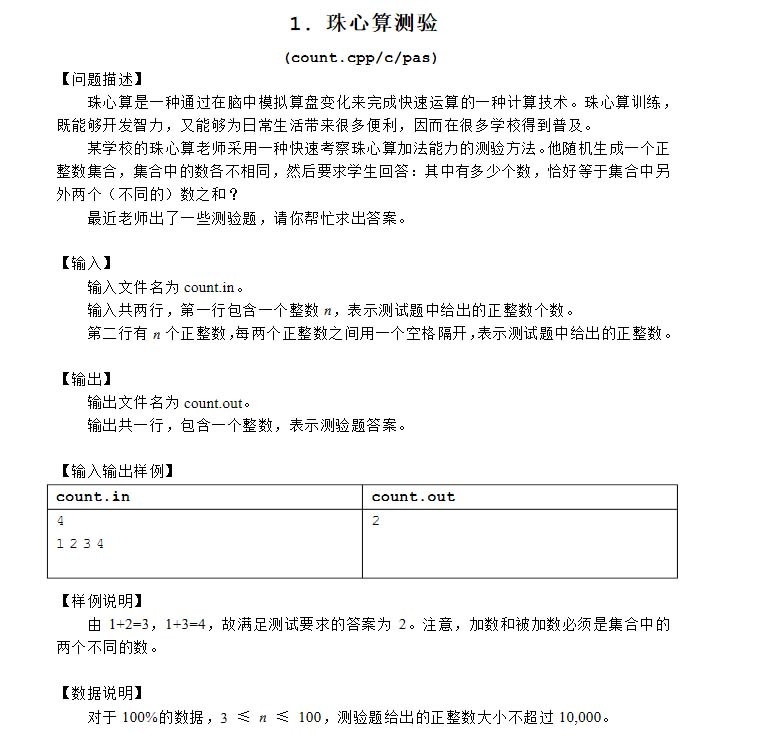 1. 珠心算测验
(count.cpp/c/pas)
【问题描述】
珠心算是一种通过在脑中模拟算盘变化来完成快速运算的一种计算技术。珠心算训练，
既能够开发智力，又能够为日常生活带来很多便利，因而在很多学校得到普及。
某学校的珠心算老师采用一种快速考察珠心算加法能力的测验方法。他随机生成一个正
整数集合，集合中的数各不相同，然后要求学生回答：其中有多少个数，恰好等于集合中另
外两个（不同的）数之和？
最近老师出了一些测验题，请你帮忙求出答案。
【输入】
输入文件名为 count.in。
输入共两行，第一行包含一个整数 n，表示测试题中给出的正整数个数。
第二行有 n 个正整数，每两个正整数之间用一个空格隔开，表示测试题中给出的正整数。
【输出】
输出文件名为 count.out。
输出共一行，包含一个整数，表示测验题答案。
【输入输出样例】
count.in count.out
4 2
1 2 3 4
【样例说明】
由 1+2=3，1+3=4，故满足测试要求的答案为 2。注意，加数和被加数必须是集合中的
两个不同的数。
【数据说明】
对于 100%的数据，3 ≤ n ≤ 100，测验题给出的正整数大小不超过 10,000。